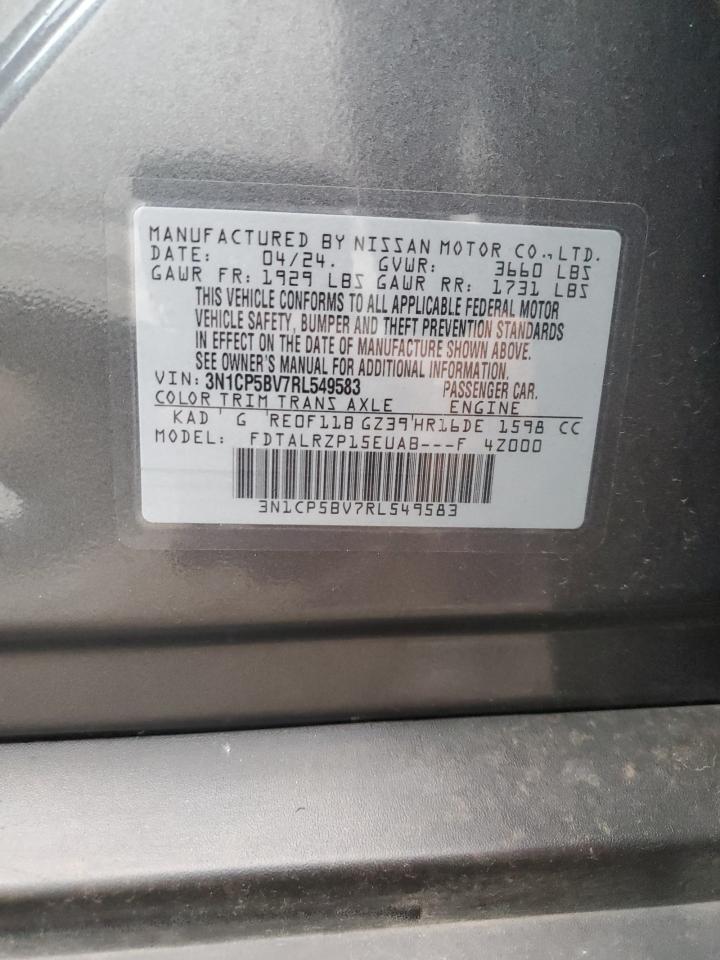 MANUFACTURED BY NISSAN MOTOR CO., LTD.
DATE: 04/24. GVWR: 3660 LBS
GAWR FR: 1929 LBS GAWR RR: 1731 LBS
THIS VEHICLE CONFORMS TO ALL APPLICABLE FEDERAL MOTOR
VEHICLE SAFETY, BUMPER AND THEFT PREVENTION STANDARDS
IN EFFECT ON THE DATE OF MANUFACTURE SHOWN ABOVE.
SEE OWNER'S MANUAL FOR ADDITIONAL INFORMATION.
VIN: 3N1CP5BV7RL549583 PASSENGER CAR.
COLOR TRIM TRANS AXLE ENGINE
KAD G RE0F11B GZ39 HR16DE 1598 CC
MODEL: FDTALRZP15EUAB---F 4Z000
3N1CP5BV7RL549583